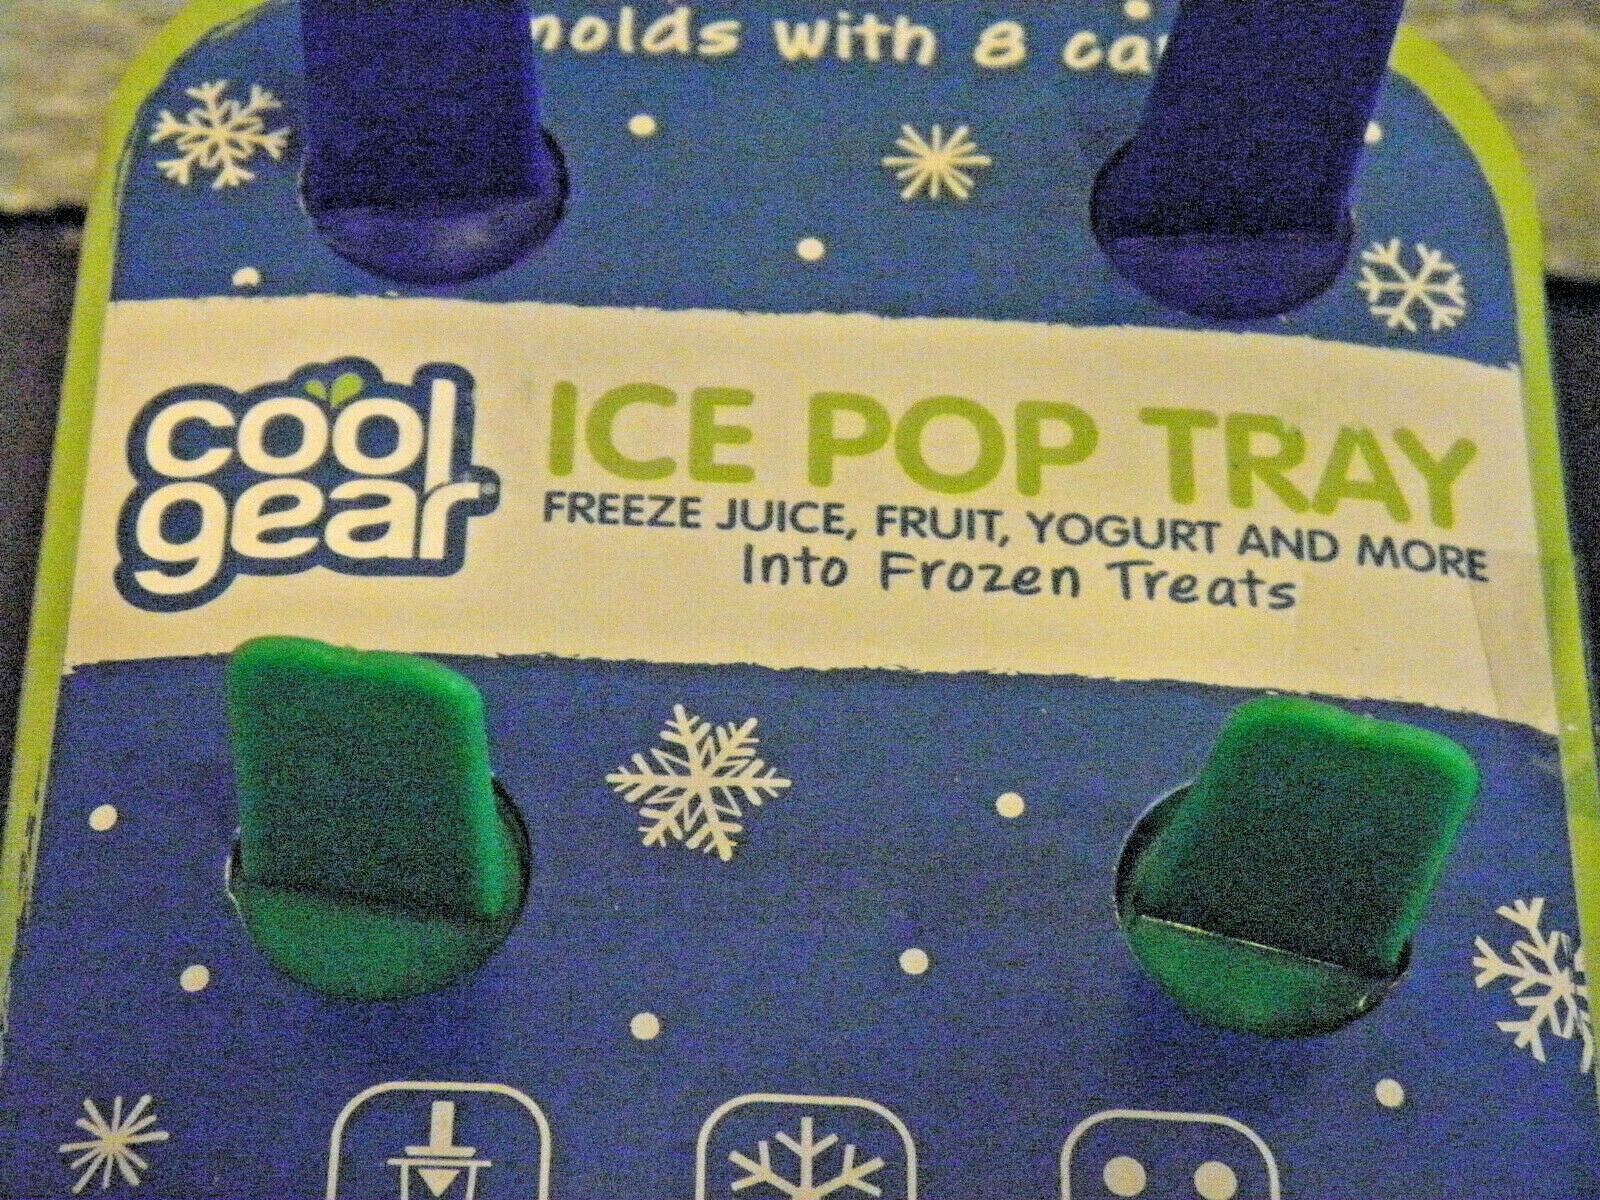 molds with 8 ca
cool
gear®
ICE POP TRAY
FREEZE JUICE, FRUIT, YOGURT AND MORE
Into Frozen Treats